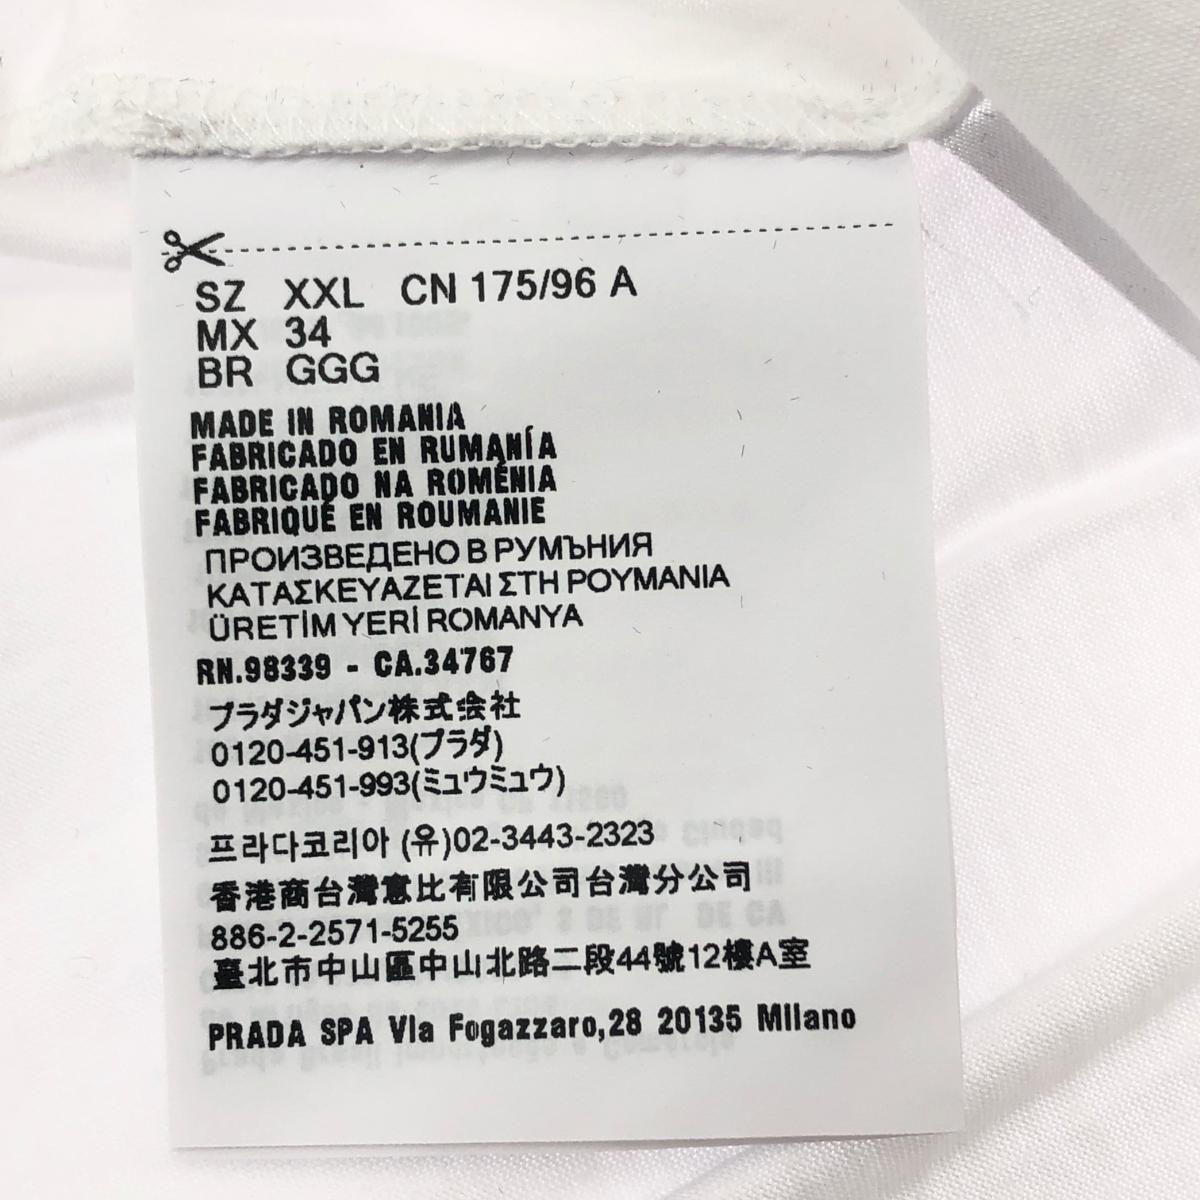 SZ XXL CN 175/96 A
MX 34
BR GGG
MADE IN ROMANIA
FABRICADO EN RUMANÍA
FABRICADO NA ROMÉNIA
FABRIQUÉ EN ROUMANIE
ПРОИЗВЕДЕНО В РУМЪНИЯ
ΚΑΤΑΣΚΕΥΑΖΕΤΑΙ ΣΤΗ ΡΟΥΜΑΝΙΑ
ÜRETİM YERİ ROMANYA
RN.98339 - CA.34767
プラダジャパン株式会社
0120-451-913(プラダ)
0120-451-993(ミュウミュウ)
프라다코리아 (유)02-3443-2323
香港商台灣意比有限公司台灣分公司
886-2-2571-5255
臺北市中山區中山北路二段44號12樓A室
PRADA SPA Via Fogazzaro,28 20135 Milano